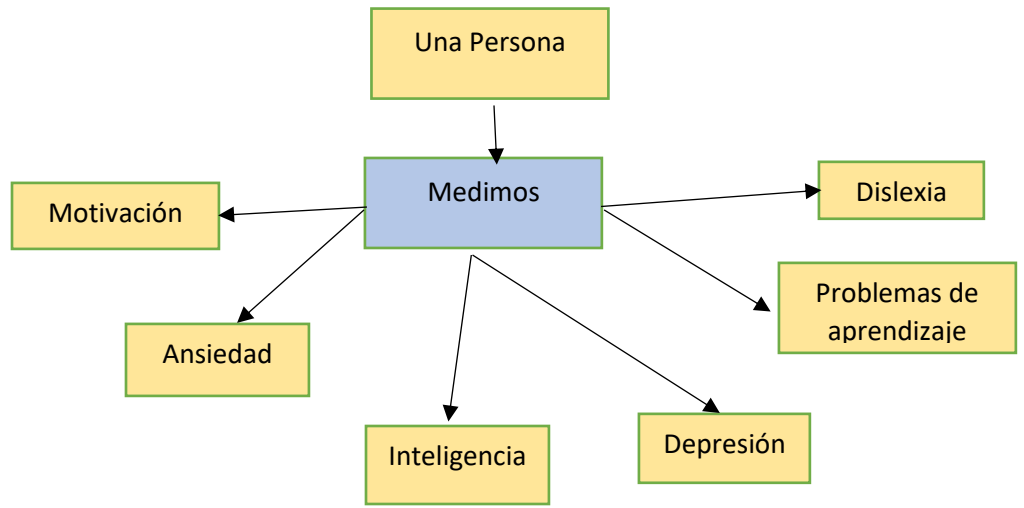 Una Persona
Medimos
Motivación
Dislexia
Problemas de
aprendizaje
Ansiedad
Inteligencia
Depresión